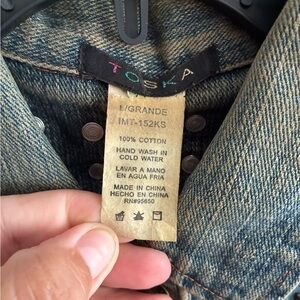 TOSKA
L/GRANDE
IMT-152KS
100% COTTON
HAND WASH IN
COLD WATER
LAVAR A MANO
EN AGUA FRIA
MADE IN CHINA
HECHO EN CHINA
RN#95650